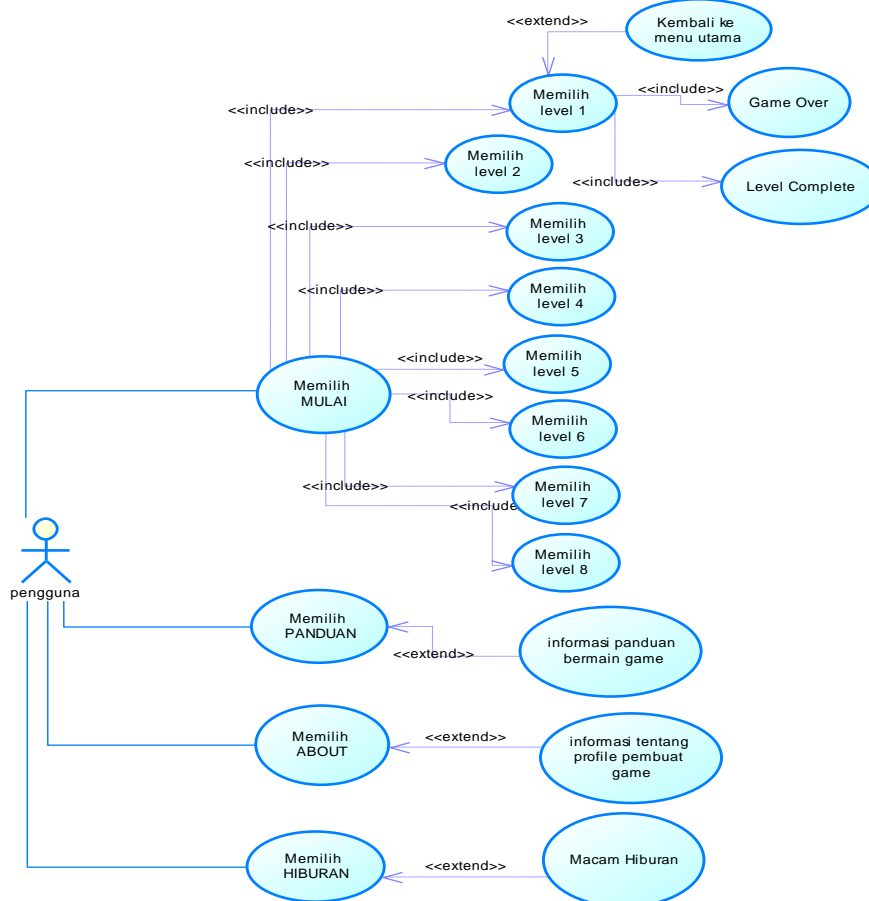 <<extend>>
Kembali ke
menu utama
<<include>>
Memilih
level 1
<<include>>
Game Over
<<include>>
Memilih
level 2
<<include>>
Level Complete
<<include>>
Memilih
level 3
<<include>>
Memilih
level 4
<<include>>
Memilih
level 5
Memilih
MULAI
<<include>>
Memilih
level 6
<<include>>
Memilih
level 7
<<include
Memilih
level 8
pengguna
Memilih
PANDUAN
<<extend>>
informasi panduan
bermain game
Memilih
ABOUT
<<extend>>
informasi tentang
profile pembuat
game
Memilih
HIBURAN
<<extend>>
Macam Hiburan